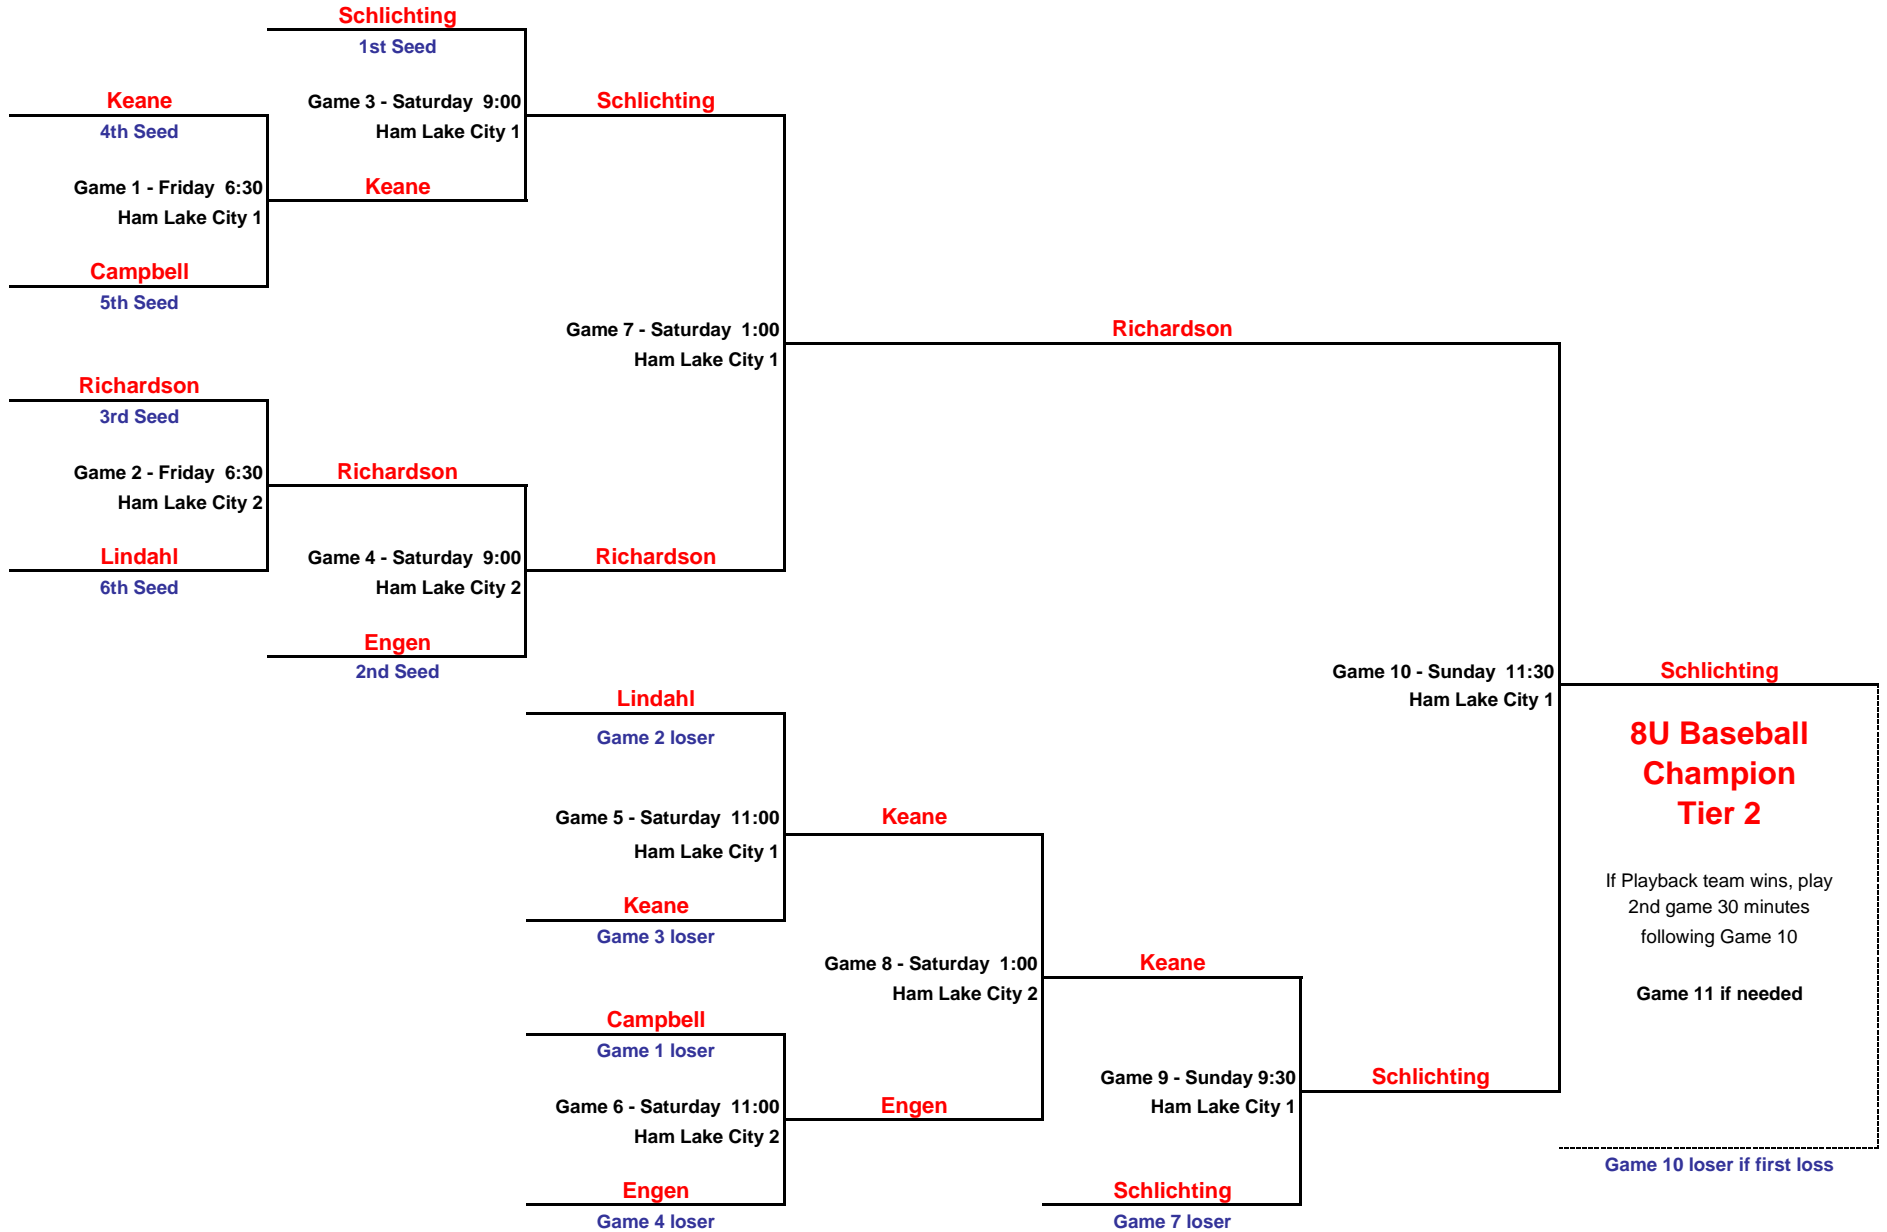 Schlichting
1st Seed
Keane
4th Seed
Game 3 - Saturday 9:00
Ham Lake City 1
Schlichting
Game 1 - Friday 6:30
Ham Lake City 1
Keane
Campbell
5th Seed
Game 7 - Saturday 1:00
Ham Lake City 1
Richardson
Richardson
3rd Seed
Game 2 - Friday 6:30
Ham Lake City 2
Richardson
Lindahl
6th Seed
Game 4 - Saturday 9:00
Ham Lake City 2
Richardson
Engen
2nd Seed
Game 10 - Sunday 11:30
Ham Lake City 1
Schlichting
Lindahl
Game 2 loser
8U Baseball
Champion
Tier 2
Game 5 - Saturday 11:00
Ham Lake City 1
Keane
If Playback team wins, play
2nd game 30 minutes
following Game 10
Keane
Game 3 loser
Game 8 - Saturday 1:00
Ham Lake City 2
Keane
Game 11 if needed
Campbell
Game 1 loser
Game 9 - Sunday 9:30
Ham Lake City 1
Schlichting
Game 6 - Saturday 11:00
Ham Lake City 2
Engen
Game 10 loser if first loss
Engen
Game 4 loser
Schlichting
Game 7 loser